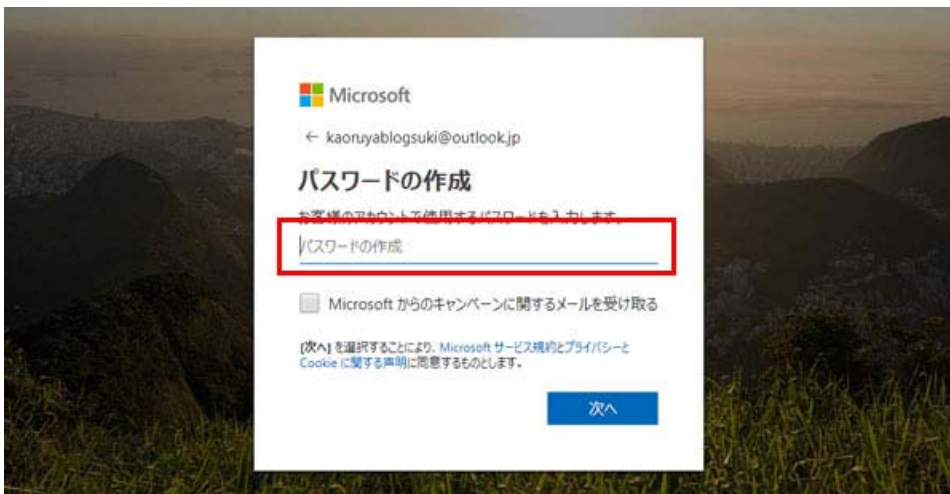 Microsoft
← kaoruyablogsuki@outlook.jp
パスワードの作成
お客様のアカウントで使用するパスワードを入力します。
パスワードの作成
Microsoft からのキャンペーンに関するメールを受け取る
[次へ] を選択することにより、Microsoft サービス規約とプライバシーと
Cookie に関する声明に同意するものとします。
次へ